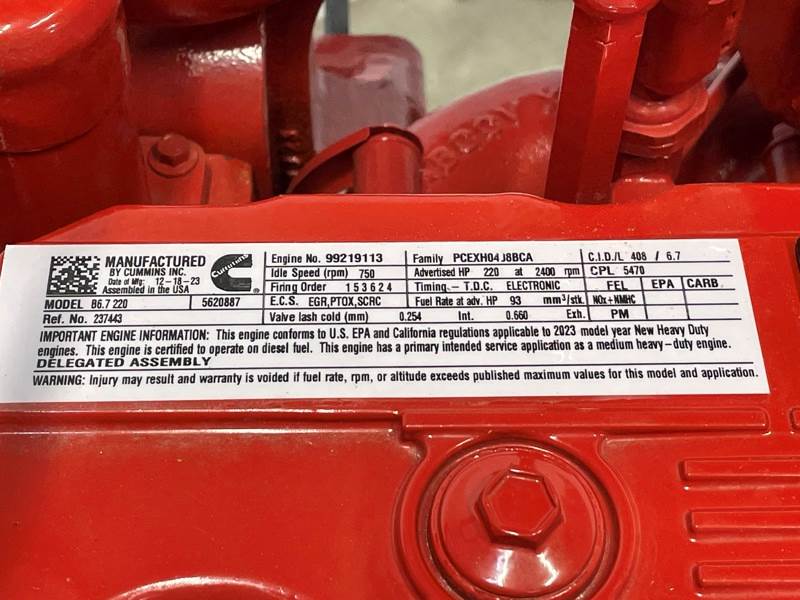 MANUFACTURED
BY CUMMINS INC.
Date of Mfg: 12-18-23
Assembled in the USA
Cummins
MODEL B6.7 220 5620887
Ref. No. 237443
Engine No. 99219113
Idle Speed (rpm) 750
Firing Order 1 5 3 6 2 4
E.C.S. EGR,PTOX,SCRC
Valve lash cold (mm) 0.254 Int. 0.660 Exh.
Family PCEXH04J8BCA
Advertised HP 220 at 2400 rpm
Timing-T.D.C. ELECTRONIC
Fuel Rate at adv. HP 93 mm³/stk.
C.I.D./L 408 / 6.7
CPL 5470
FEL EPA CARB
NOx+NMHC
PM
IMPORTANT ENGINE INFORMATION: This engine conforms to U.S. EPA and California regulations applicable to 2023 model year New Heavy Duty
engines. This engine is certified to operate on diesel fuel. This engine has a primary intended service application as a medium heavy-duty engine.
DELEGATED ASSEMBLY
WARNING: Injury may result and warranty is voided if fuel rate, rpm, or altitude exceeds published maximum values for this model and application.